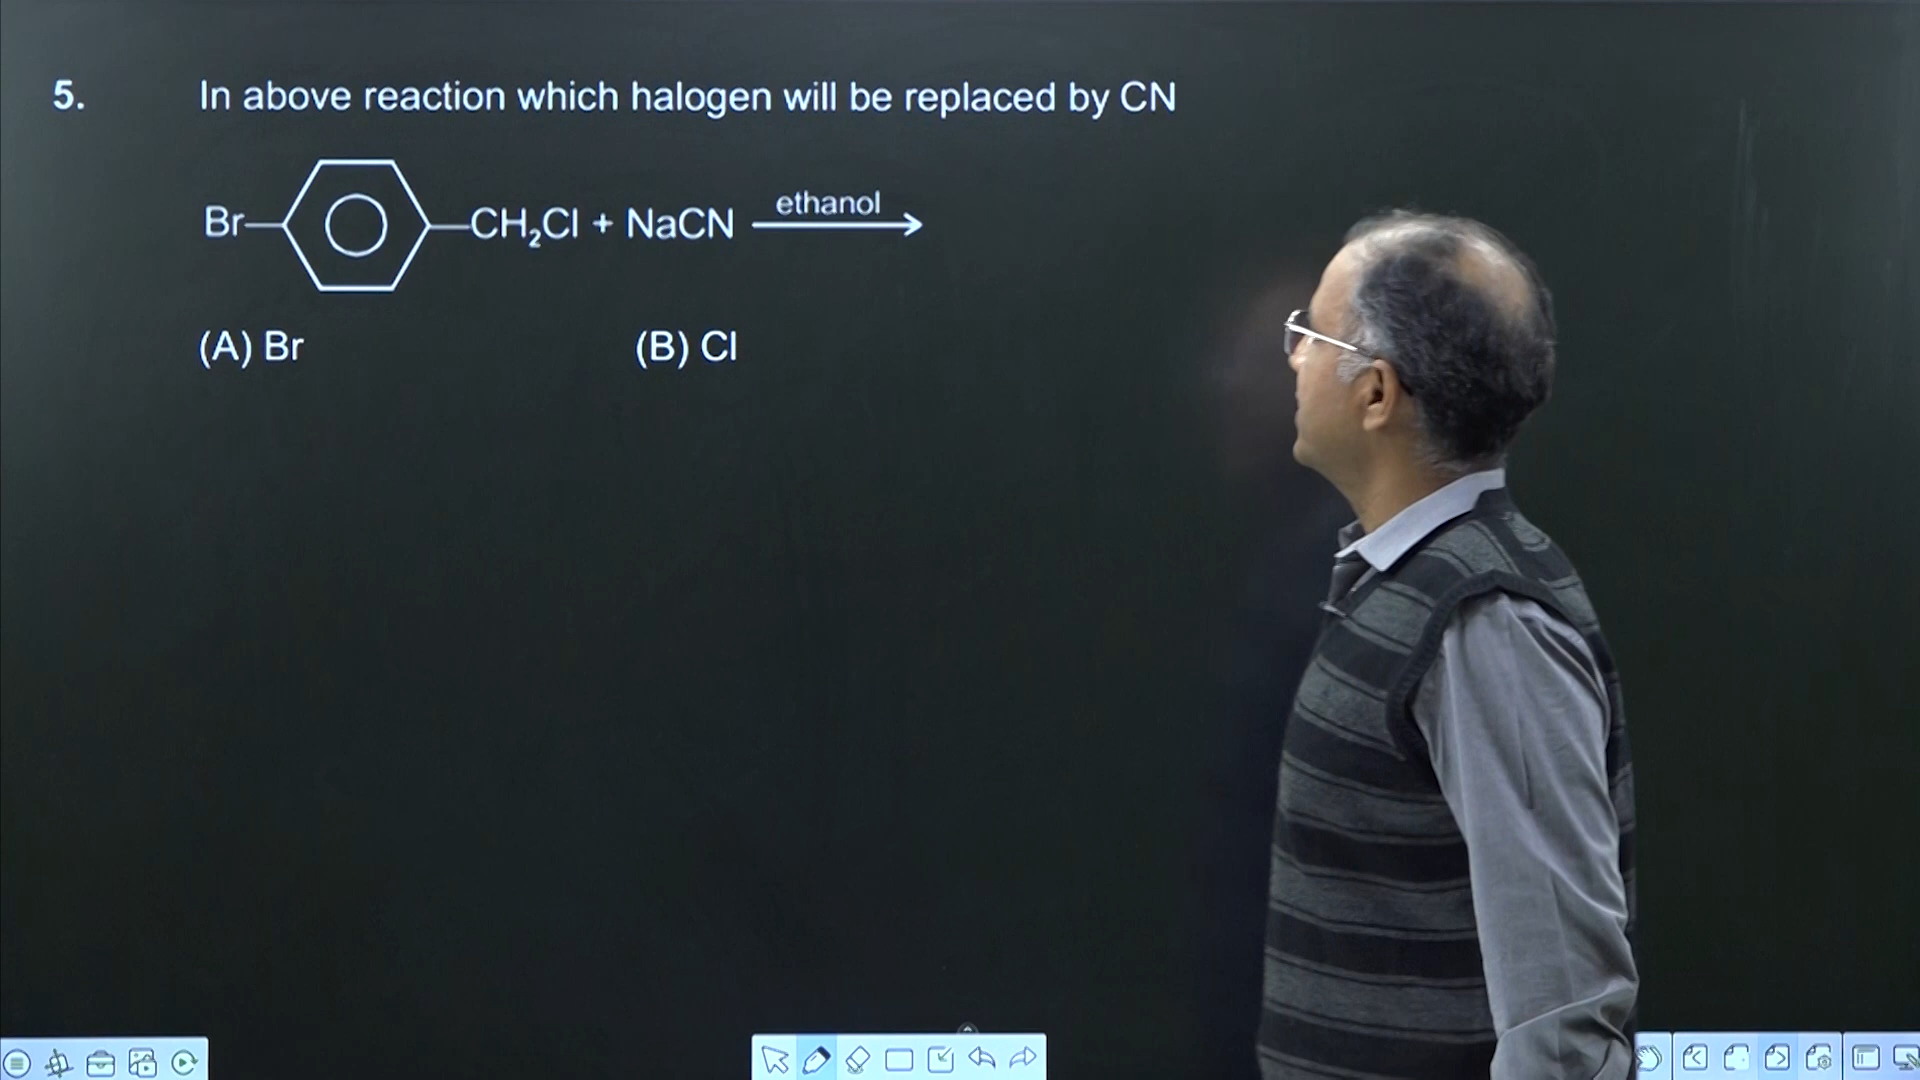 5. In above reaction which halogen will be replaced by CN
Br—CH₂Cl + NaCN ethanol
(A) Br (B) Cl